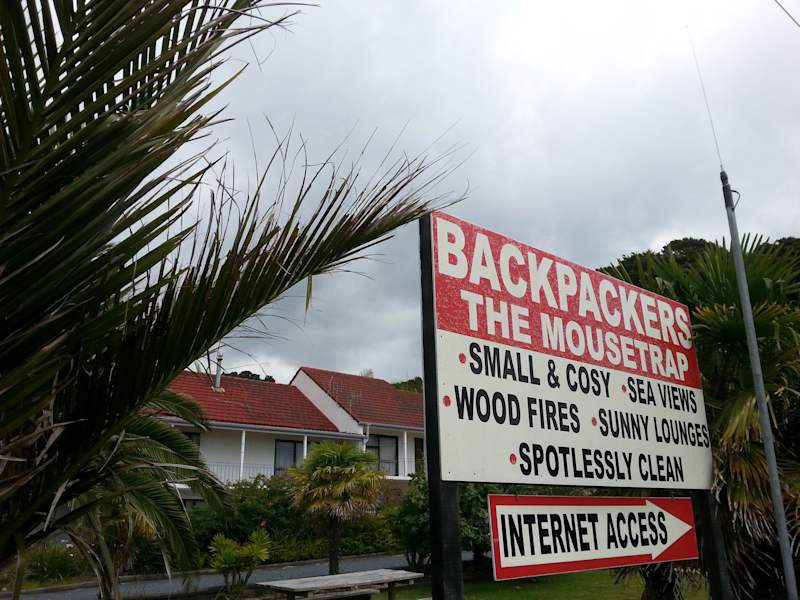 BACKPACKERS
THE MOUSETRAP
• SMALL & COSY • SEA VIEWS
• WOOD FIRES • SUNNY LOUNGES
• SPOTLESSLY CLEAN
INTERNET ACCESS